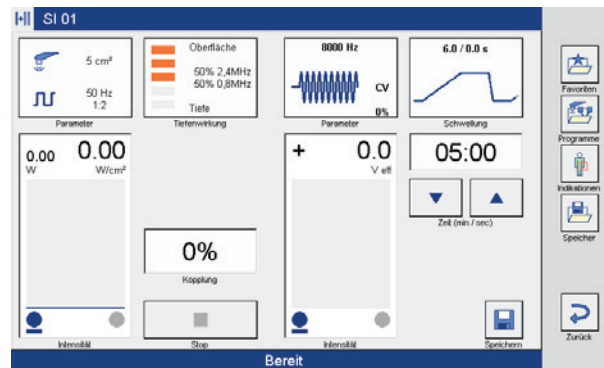 SI 01
5 cm²
50 Hz
1:2
Parameter
Oberfläche
50% 2,4MHz
50% 0,8MHz
Tiefe
Tiefenwirkung
8000 Hz
CV
0%
Parameter
6.0 / 0.0 s
Schwellung
0.00
W
0.00
W/cm²
Intensität
0%
Kopplung
Stop
+
0.0
V eff
Intensität
05:00
Zeit (min / sec)
Speichern
Favoriten
Programme
Indikationen
Speicher
Zurück
Bereit